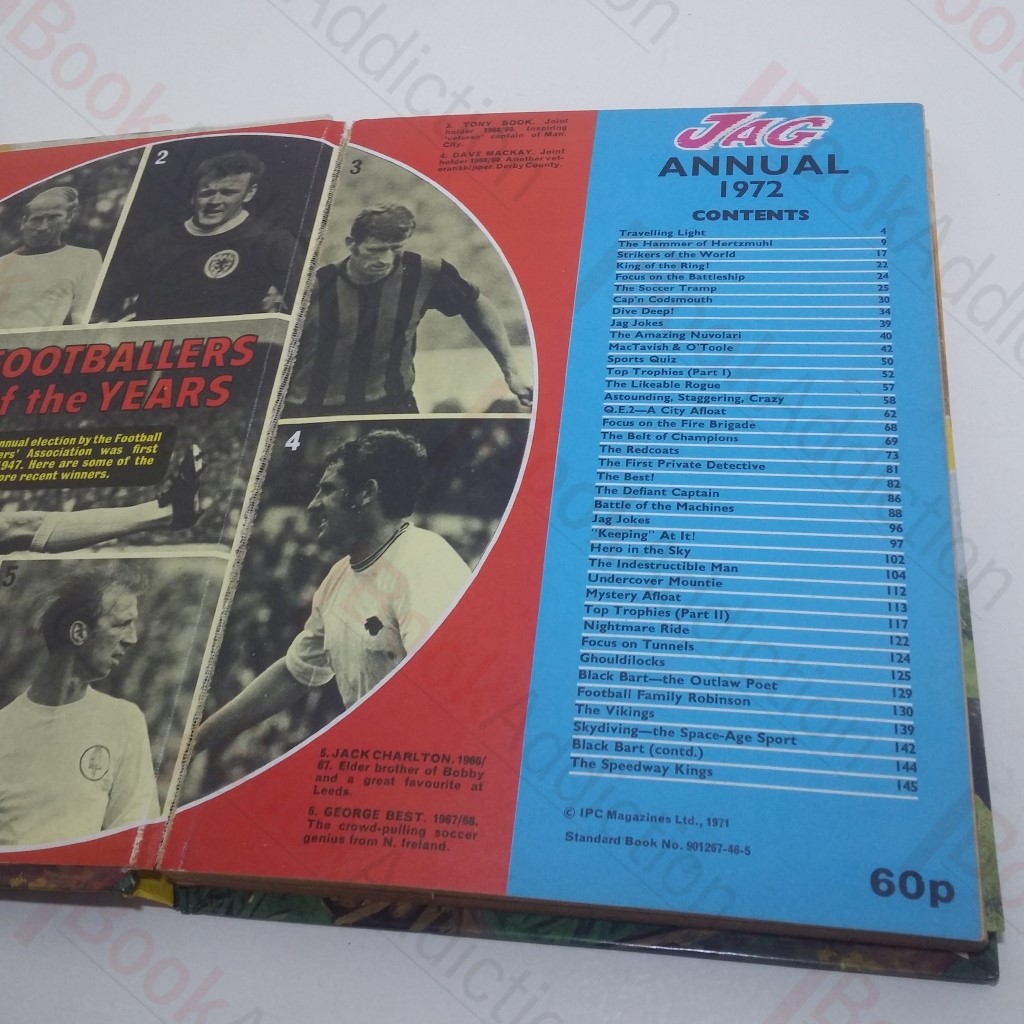 2
3
FOOTBALLERS
of the YEARS
annual election by the Football
ers' Association was first
1947. Here are some of the
ore recent winners.
4
5
3. TONY BOOK. Joint
holder 1968/69. Inspiring
'veteran' captain of Man.
City.
4. DAVE MACKAY. Joint
holder 1968/69. Another vet-
eran skipper, Derby County.
5. JACK CHARLTON. 1966/
67. Elder brother of Bobby
and a great favourite at
Leeds.
6. GEORGE BEST. 1967/68.
The crowd-pulling soccer
genius from N. Ireland.
JAG
ANNUAL
1972
CONTENTS
Travelling Light 4
The Hammer of Hertzmuhl 9
Strikers of the World 17
King of the Ring! 22
Focus on the Battleship 24
The Soccer Tramp 25
Cap'n Codsmouth 30
Dive Deep! 34
Jag Jokes 39
The Amazing Nuvolari 40
MacTavish & O'Toole 42
Sports Quiz 50
Top Trophies (Part I) 52
The Likeable Rogue 57
Astounding, Staggering, Crazy 58
Q.E.2—A City Afloat 62
Focus on the Fire Brigade 68
The Belt of Champions 69
The Redcoats 73
The First Private Detective 81
The Best! 82
The Defiant Captain 86
Battle of the Machines 88
Jag Jokes 96
"Keeping" At It! 97
Hero in the Sky 102
The Indestructible Man 104
Undercover Mountie 112
Mystery Afloat 113
Top Trophies (Part II) 117
Nightmare Ride 122
Focus on Tunnels 124
Ghouldilocks 125
Black Bart—the Outlaw Poet 129
Football Family Robinson 130
The Vikings 139
Skydiving—the Space-Age Sport 142
Black Bart (contd.) 144
The Speedway Kings 145
© IPC Magazines Ltd., 1971
Standard Book No. 901267-46-5
60p
Book Addiction